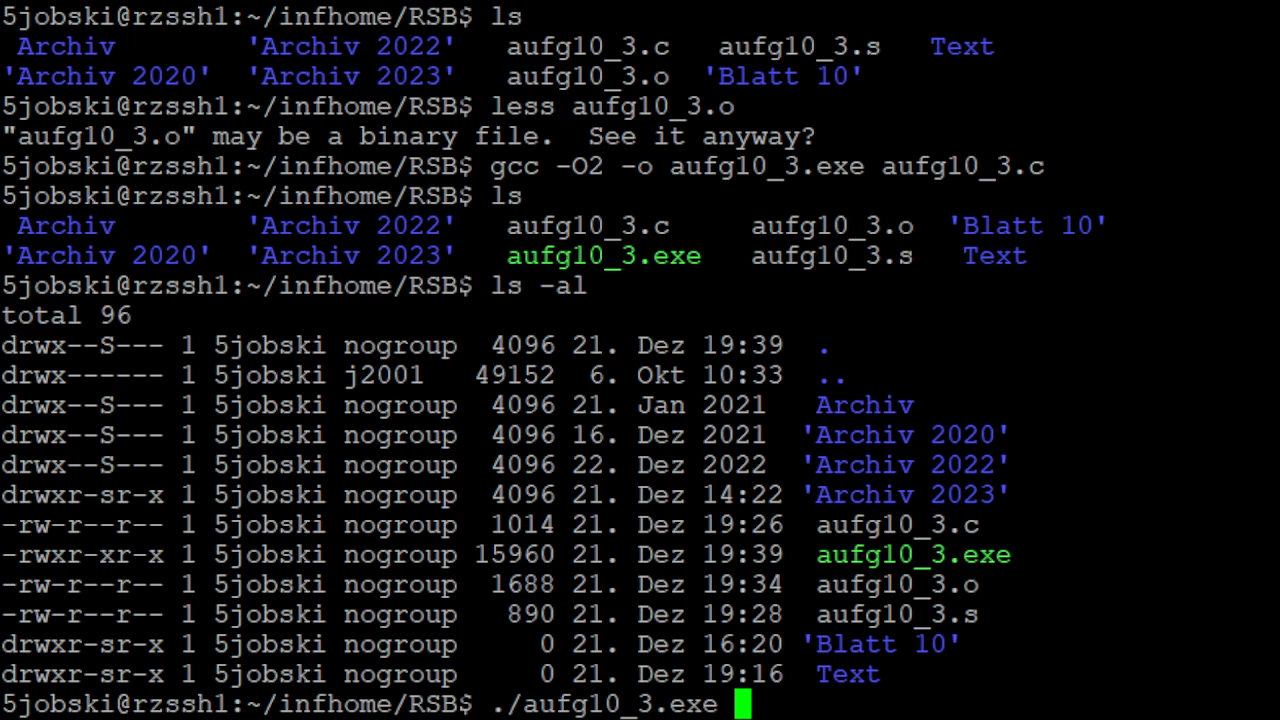 5jobski@rzssh1:~/infhome/RSB$ ls
Archiv 'Archiv 2022' aufg10_3.c aufg10_3.s Text
'Archiv 2020' 'Archiv 2023' aufg10_3.o 'Blatt 10'
5jobski@rzssh1:~/infhome/RSB$ less aufg10_3.o
"aufg10_3.o" may be a binary file.  See it anyway?
5jobski@rzssh1:~/infhome/RSB$ gcc -O2 -o aufg10_3.exe aufg10_3.c
5jobski@rzssh1:~/infhome/RSB$ ls
Archiv 'Archiv 2022' aufg10_3.c aufg10_3.o 'Blatt 10'
'Archiv 2020' 'Archiv 2023' aufg10_3.exe aufg10_3.s Text
5jobski@rzssh1:~/infhome/RSB$ ls -al
total 96
drwx--S--- 1 5jobski nogroup  4096 21. Dez 19:39  .
drwx------ 1 5jobski j2001   49152  6. Okt 10:33  ..
drwx--S--- 1 5jobski nogroup  4096 21. Jan 2021   Archiv
drwx--S--- 1 5jobski nogroup  4096 16. Dez 2021  'Archiv 2020'
drwx--S--- 1 5jobski nogroup  4096 22. Dez 2022  'Archiv 2022'
drwxr-sr-x 1 5jobski nogroup  4096 21. Dez 14:22 'Archiv 2023'
-rw-r--r-- 1 5jobski nogroup  1014 21. Dez 19:26  aufg10_3.c
-rwxr-xr-x 1 5jobski nogroup 15960 21. Dez 19:39  aufg10_3.exe
-rw-r--r-- 1 5jobski nogroup  1688 21. Dez 19:34  aufg10_3.o
-rw-r--r-- 1 5jobski nogroup   890 21. Dez 19:28  aufg10_3.s
drwxr-sr-x 1 5jobski nogroup     0 21. Dez 16:20 'Blatt 10'
drwxr-sr-x 1 5jobski nogroup     0 21. Dez 19:16  Text
5jobski@rzssh1:~/infhome/RSB$ ./aufg10_3.exe